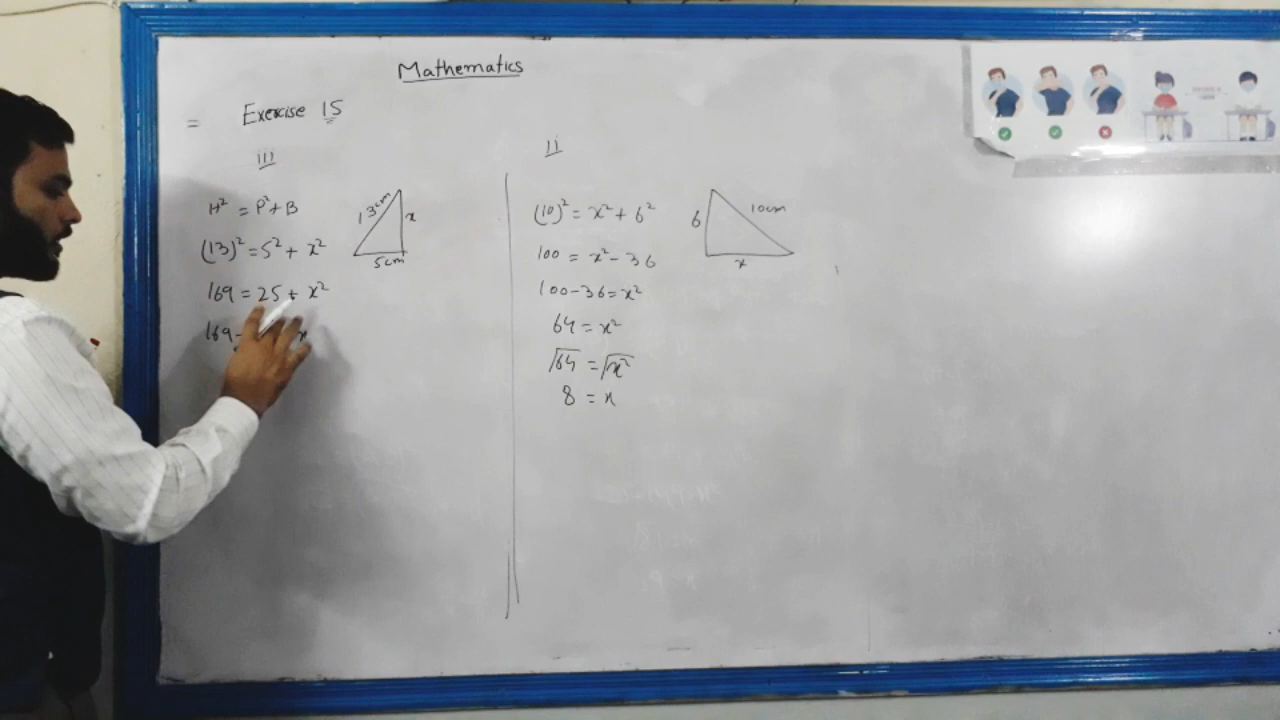 Mathematics
= Exercise 15
iii
H² = P² + B
(13)² = 5² + x²
169 = 25 + x²
169-
13cm
x
5cm
ii
(10)² = x² + 6²
100 = x² - 36
100-36=x²
64 = x²
√64 = √x²
8 = x
6
10cm
x